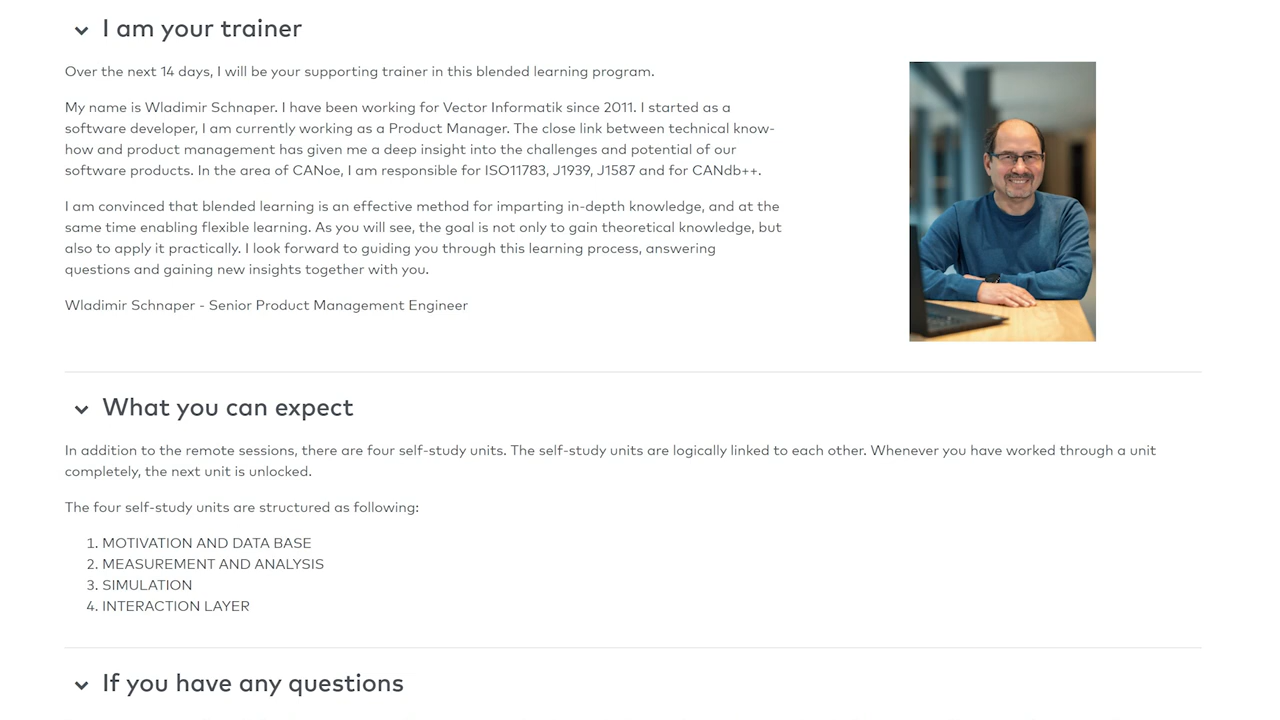 I am your trainer
Over the next 14 days, I will be your supporting trainer in this blended learning program.
My name is Wladimir Schnaper. I have been working for Vector Informatik since 2011. I started as a
software developer, I am currently working as a Product Manager. The close link between technical know-
how and product management has given me a deep insight into the challenges and potential of our
software products. In the area of CANoe, I am responsible for ISO11783, J1939, J1587 and for CANdb++.
I am convinced that blended learning is an effective method for imparting in-depth knowledge, and at the
same time enabling flexible learning. As you will see, the goal is not only to gain theoretical knowledge, but
also to apply it practically. I look forward to guiding you through this learning process, answering
questions and gaining new insights together with you.
Wladimir Schnaper - Senior Product Management Engineer
What you can expect
In addition to the remote sessions, there are four self-study units. The self-study units are logically linked to each other. Whenever you have worked through a unit
completely, the next unit is unlocked.
The four self-study units are structured as following:
1. MOTIVATION AND DATA BASE
2. MEASUREMENT AND ANALYSIS
3. SIMULATION
4. INTERACTION LAYER
If you have any questions